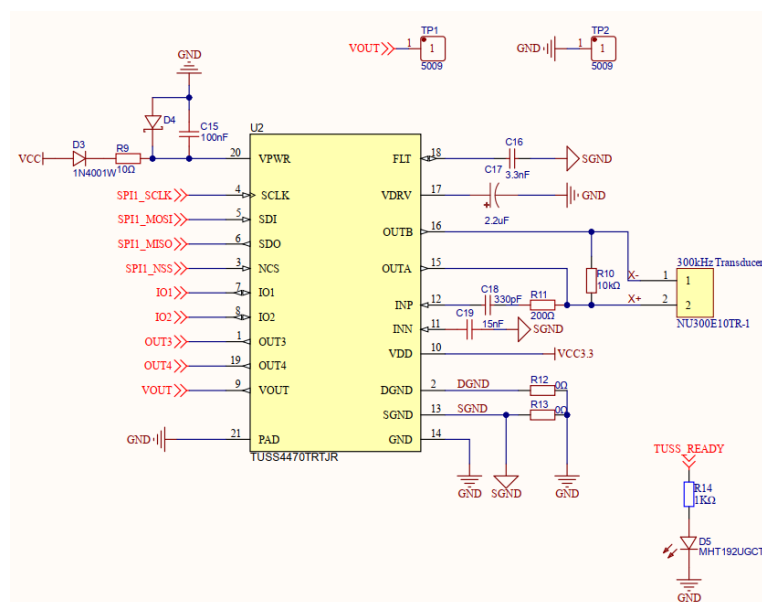 TP1
VOUT 1 1
5009
TP2
GND 1 1
5009
GND
D4
C15
100nF
D3
VCC
1N4001W
R9
10Ω
U2
20 VPWR
SPI1_SCLK 4 SCLK
SPI1_MOSI 5 SDI
SPI1_MISO 6 SDO
SPI1_NSS 3 NCS
IO1 7 IO1
IO2 8 IO2
OUT3 1 OUT3
OUT4 19 OUT4
VOUT 9 VOUT
GND 21 PAD
TUSS4470TRTJR
FLT 18
C16
3.3nF
SGND
VDRV 17
C17
2.2uF
GND
OUTB 16
OUTA 15
R10
10kΩ
300kHz Transducer
X- 1 1
X+ 2 2
NU300E10TR-1
INP 12
C18
330pF
R11
200Ω
INN 11
C19
15nF
SGND
VDD 10 VCC3.3
DGND 2 DGND
R12
0Ω
SGND 13 SGND
R13
0Ω
GND 14
GND
SGND
GND
TUSS_READY
R14
1KΩ
D5
MHT192UGCT
GND